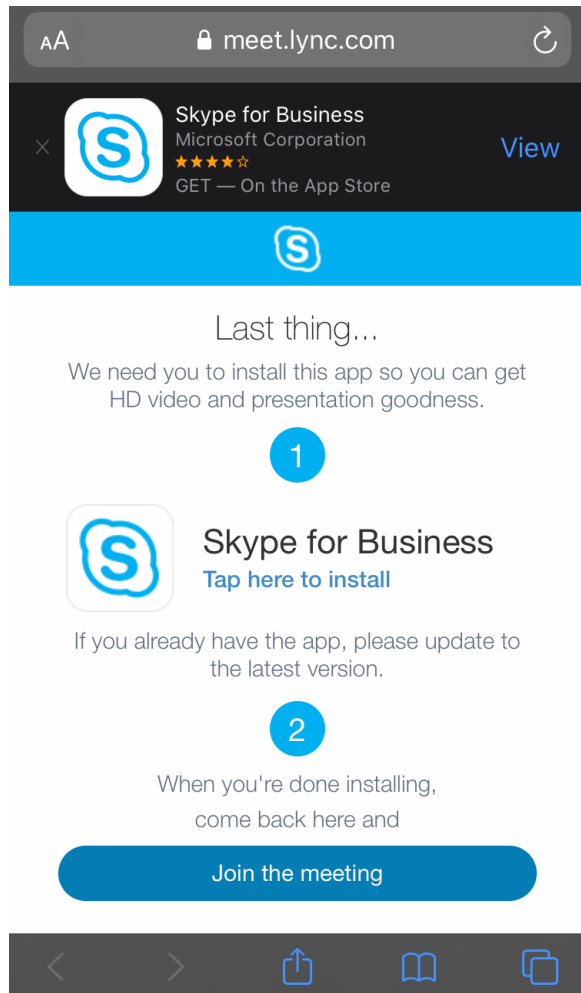 AA
meet.lync.com
Skype for Business
Microsoft Corporation
GET — On the App Store
View
Last thing...
We need you to install this app so you can get
HD video and presentation goodness.
1
Skype for Business
Tap here to install
If you already have the app, please update to
the latest version.
2
When you're done installing,
come back here and
Join the meeting